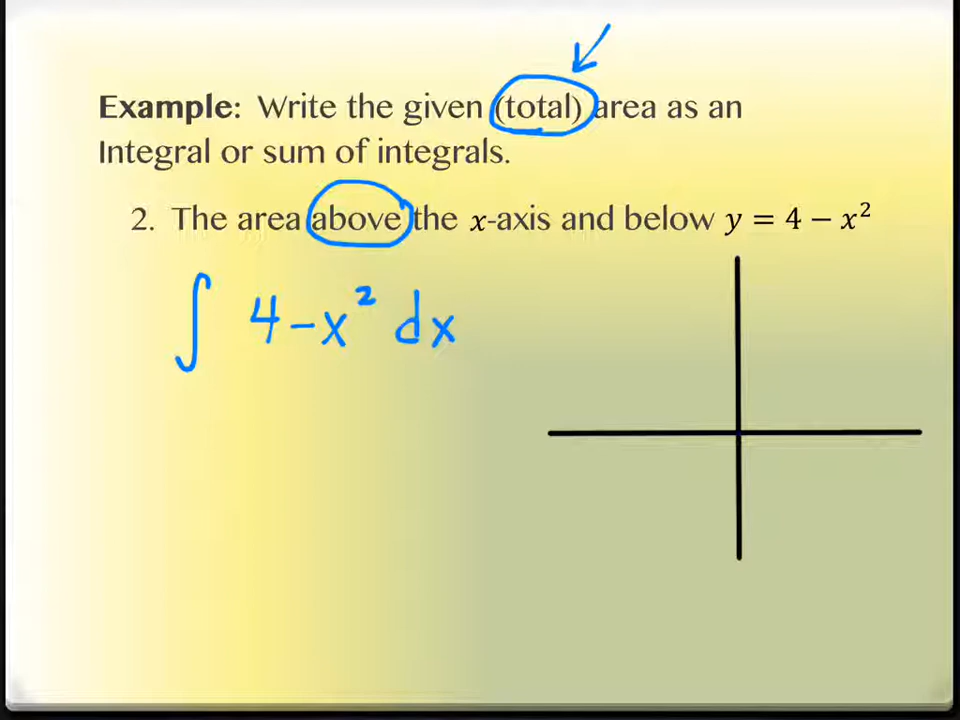 Example: Write the given (total) area as an
Integral or sum of integrals.
2. The area above the x-axis and below y = 4 − x²
∫ 4-x² dx